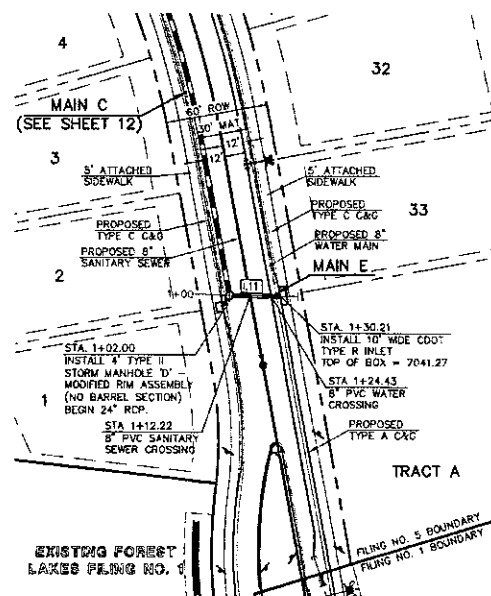 4
32
MAIN C
(SEE SHEET 12)
60' ROW
30' MAT
12'
12'
3
5' ATTACHED
SIDEWALK
5' ATTACHED
SIDEWALK
33
PROPOSED
TYPE C C&G
PROPOSED
TYPE C C&G
PROPOSED 8"
SANITARY SEWER
PROPOSED 8"
WATER MAIN
2
MAIN E
L11
1+00
STA. 1+02.00
INSTALL 4' TYPE II
STORM MANHOLE 'D' -
MODIFIED RIM ASSEMBLY
(NO BARREL SECTION)
BEGIN 24" RCP.
STA. 1+30.21
INSTALL 10' WIDE CDOT
TYPE R INLET
TOP OF BOX = 7041.27
1
STA 1+24.43
8" PVC WATER
CROSSING
STA 1+12.22
8" PVC SANITARY
SEWER CROSSING
PROPOSED
TYPE A C&G
TRACT A
EXISTING FOREST
LAKES FILING NO. 1
FILING NO. 5 BOUNDARY
FILING NO. 1 BOUNDARY